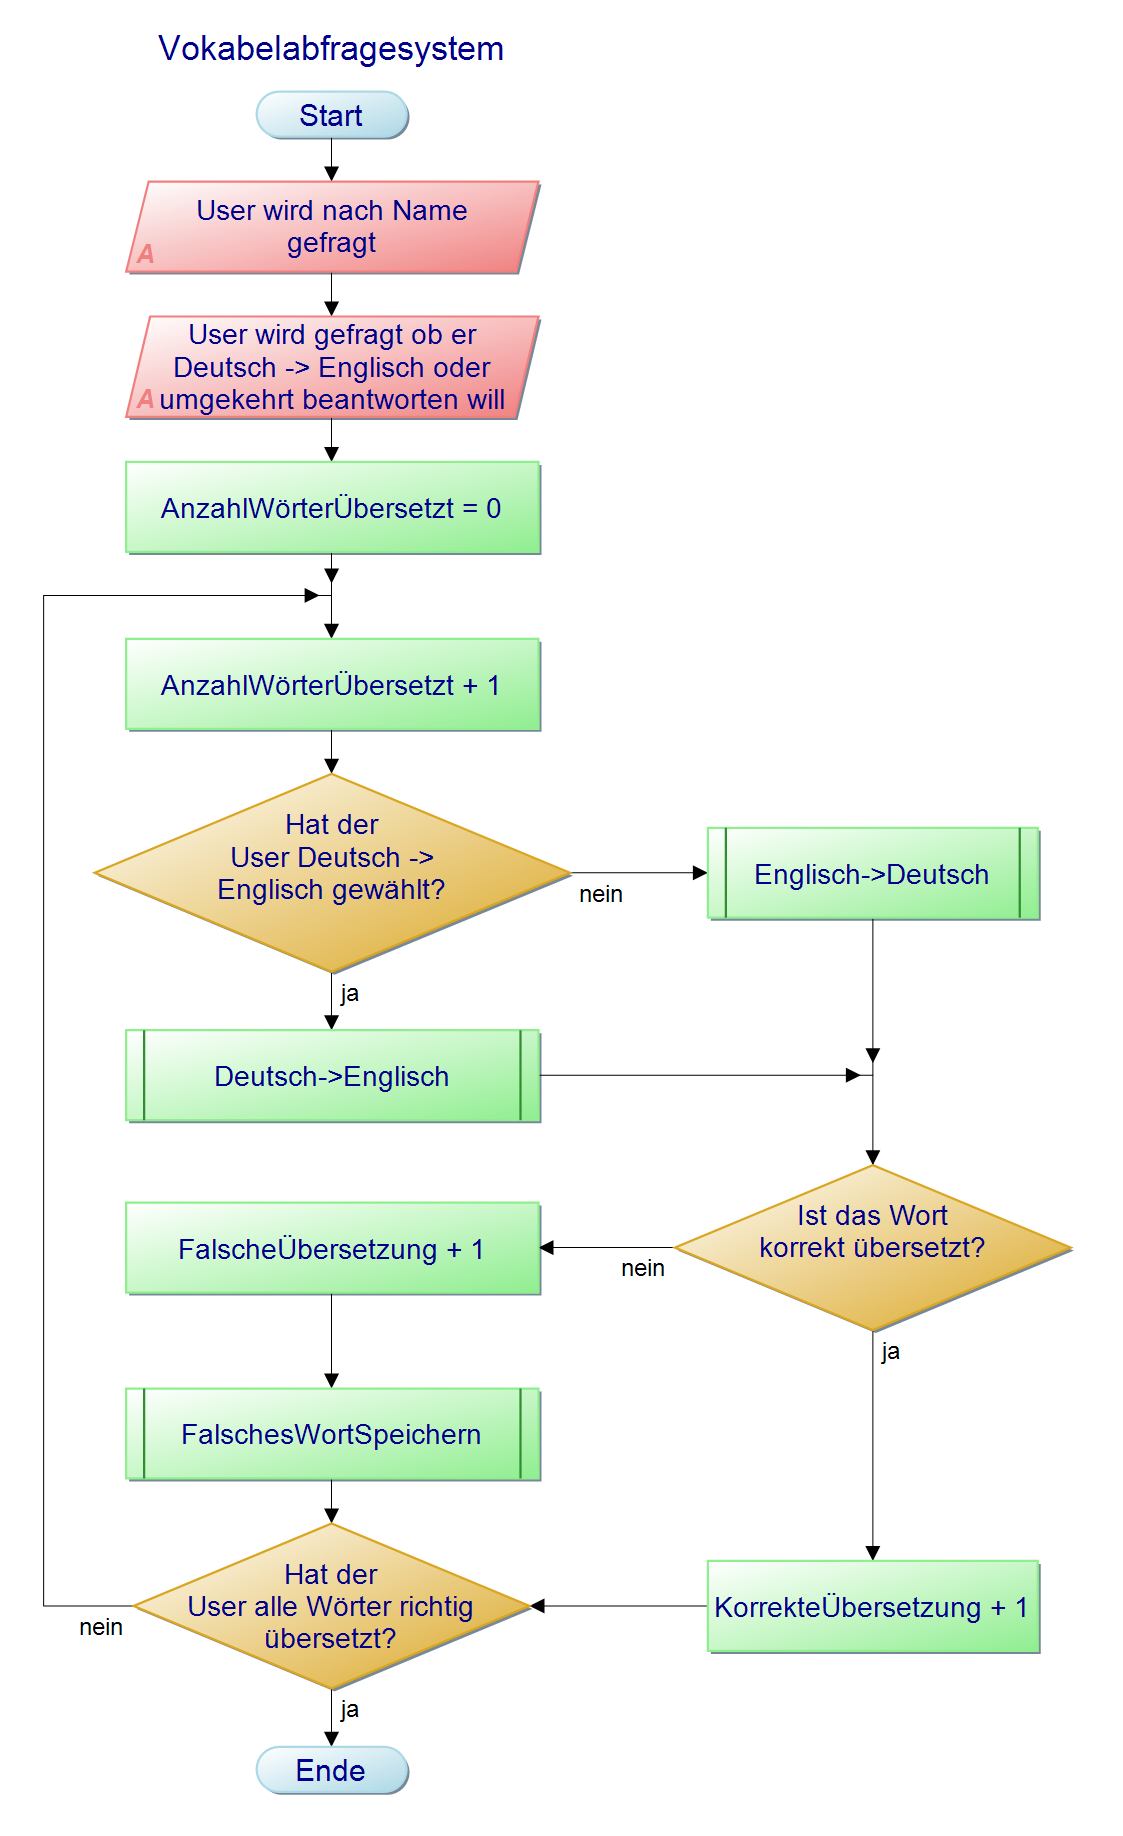 Vokabelabfragesystem
Start
User wird nach Name
gefragt
A
User wird gefragt ob er
Deutsch -> Englisch oder
umgekehrt beantworten will
A
AnzahlWörterÜbersetzt = 0
AnzahlWörterÜbersetzt + 1
Hat der
User Deutsch ->
Englisch gewählt?
nein
Englisch->Deutsch
ja
Deutsch->Englisch
Ist das Wort
korrekt übersetzt?
nein
FalscheÜbersetzung + 1
ja
FalschesWortSpeichern
Hat der
User alle Wörter richtig
übersetzt?
nein
KorrekteÜbersetzung + 1
ja
Ende